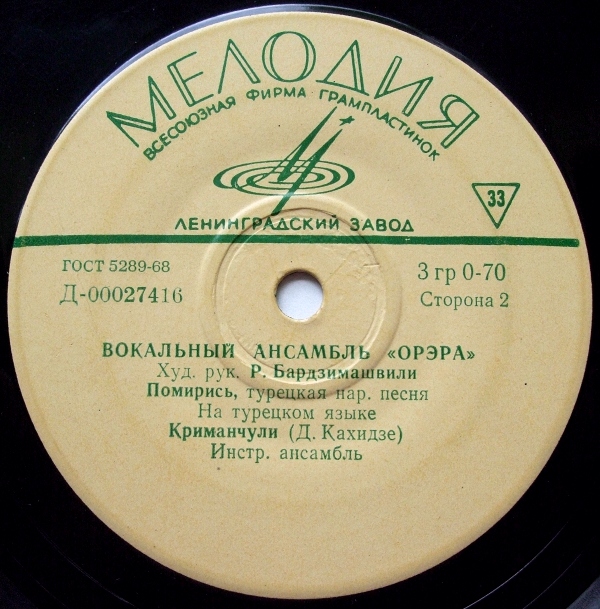 МЕЛОДИЯ
ВСЕСОЮЗНАЯ ФИРМА ГРАМПЛАСТИНОК
33
ЛЕНИНГРАДСКИЙ ЗАВОД
ГОСТ 5289-68
3 гр 0-70
Д-00027416
Сторона 2
ВОКАЛЬНЫЙ АНСАМБЛЬ «ОРЭРА»
Худ. рук. Р. Бардзимашвили
Помирись, турецкая нар. песня
На турецком языке
Криманчули (Д. Кахидзе)
Инстр. ансамбль